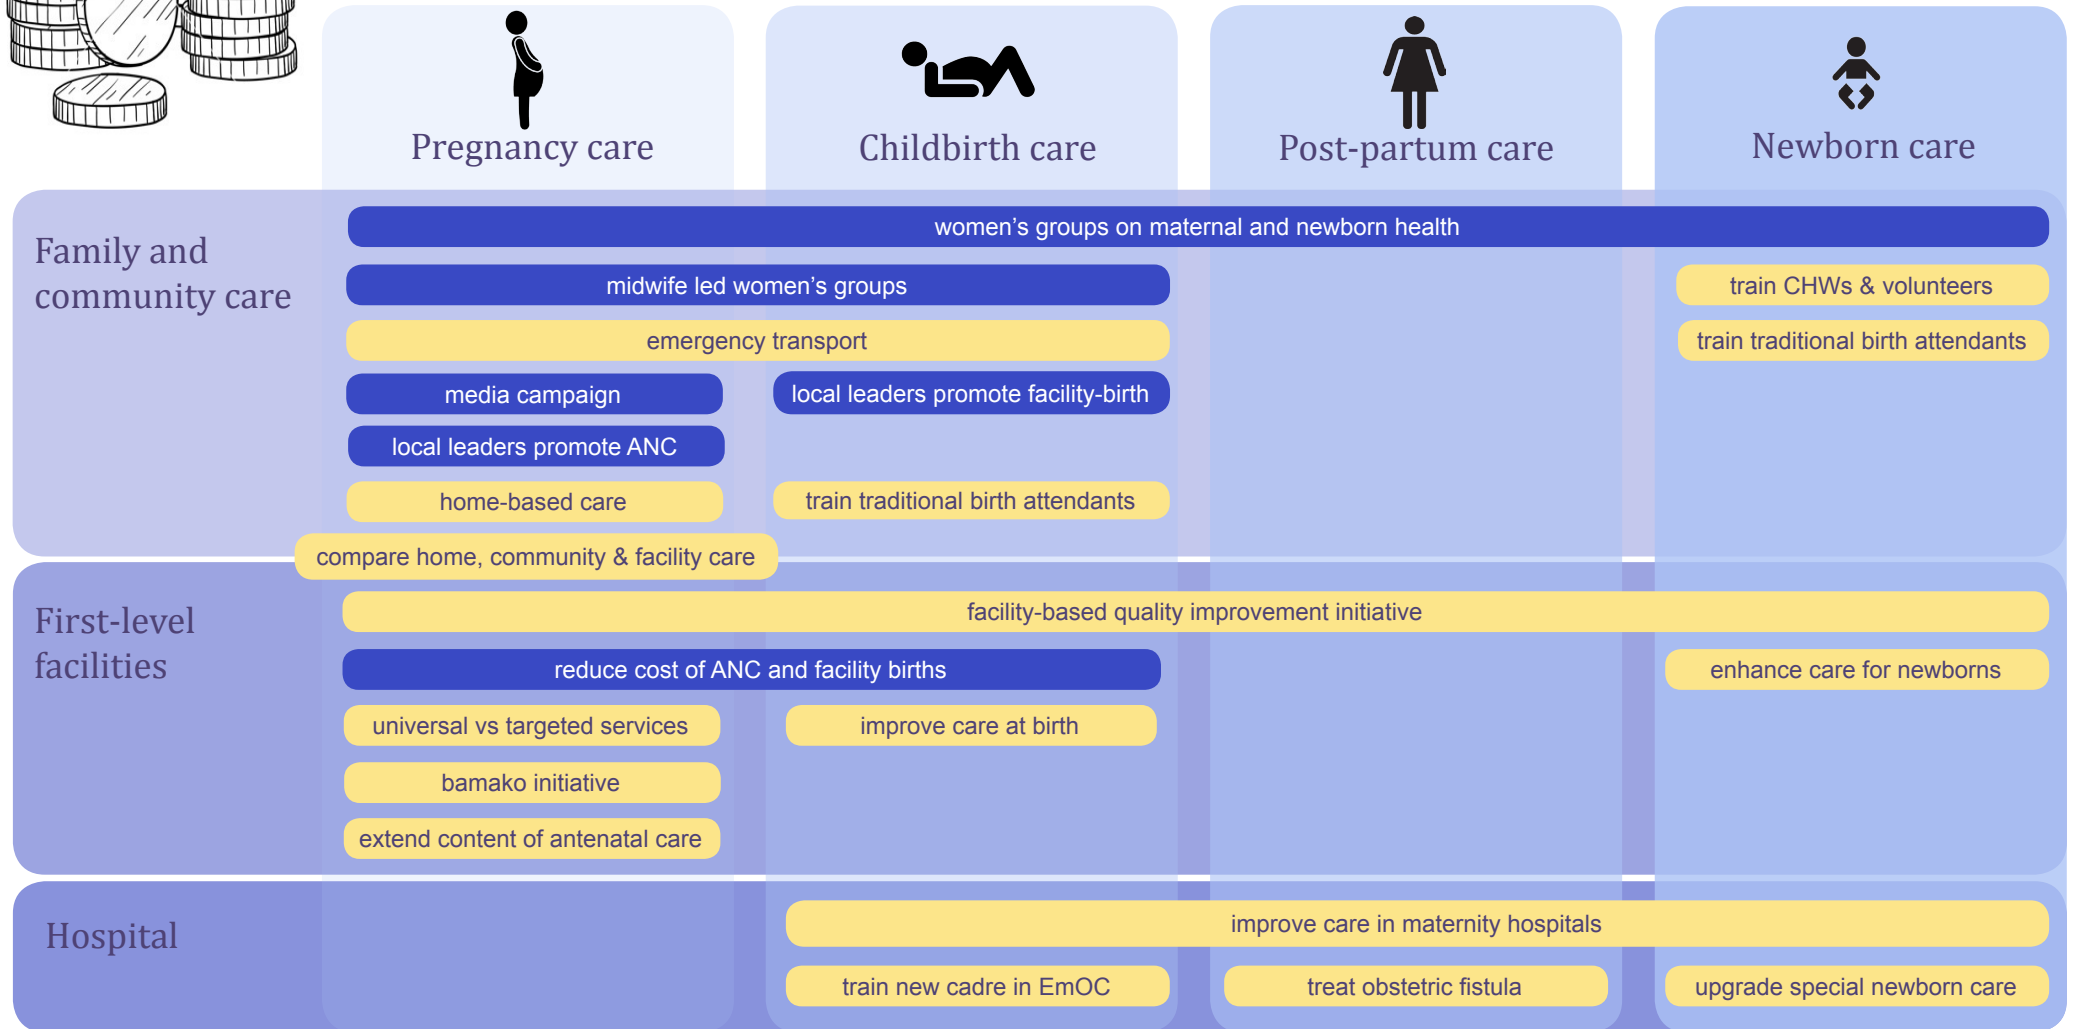 Pregnancy care
Childbirth care
Post-partum care
Newborn care
Family and
community care
women's groups on maternal and newborn health
midwife led women's groups
train CHWs & volunteers
emergency transport
train traditional birth attendants
media campaign
local leaders promote facility-birth
local leaders promote ANC
home-based care
train traditional birth attendants
compare home, community & facility care
First-level
facilities
facility-based quality improvement initiative
reduce cost of ANC and facility births
enhance care for newborns
universal vs targeted services
improve care at birth
bamako initiative
extend content of antenatal care
Hospital
improve care in maternity hospitals
train new cadre in EmOC
treat obstetric fistula
upgrade special newborn care